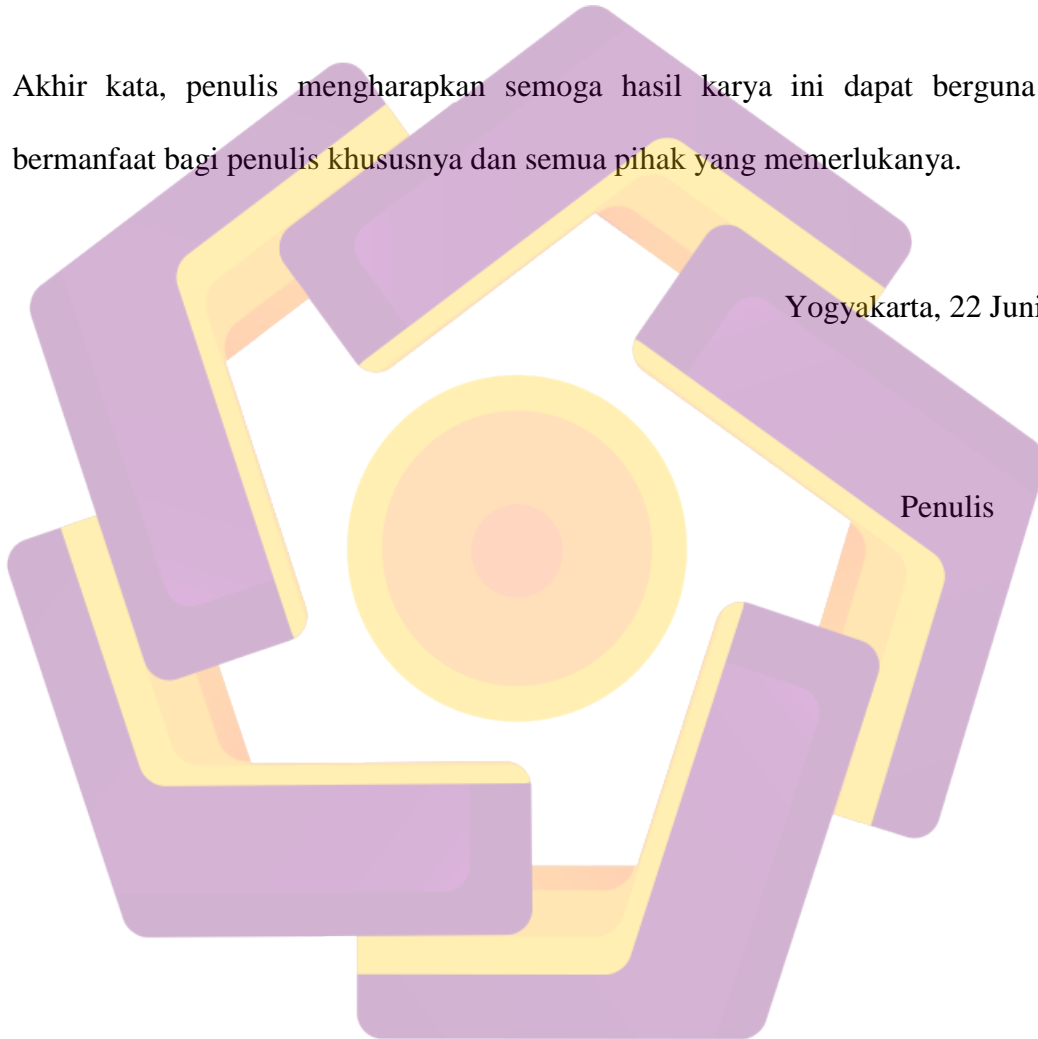 Akhir kata, penulis mengharapkan semoga hasil karya ini dapat berguna
bermanfaat bagi penulis khususnya dan semua pihak yang memerlukanya.
Yogyakarta, 22 Juni
Penulis